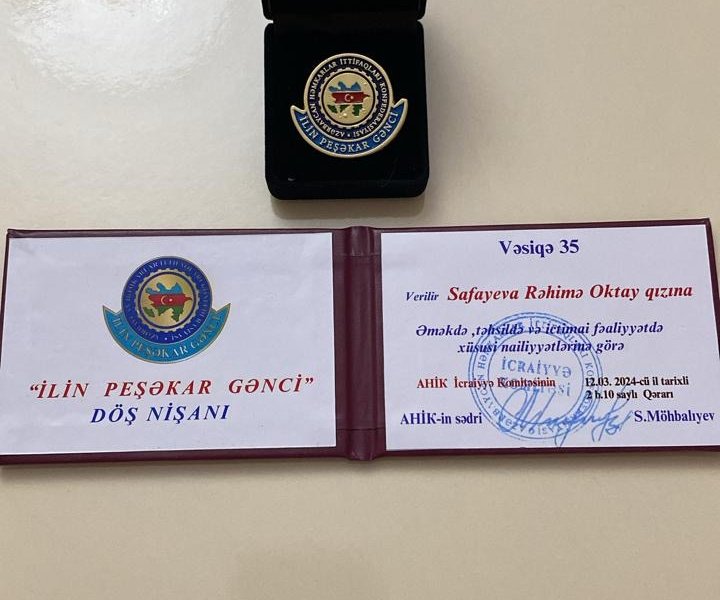 AZƏRBAYCAN HƏMKARLAR İTTİFAQLARI KONFEDERASİYASI
İLİN PEŞƏKAR GƏNCİ
İLİN PEŞƏKAR GƏNCİ
“İLİN PEŞƏKAR GƏNCİ”
DÖŞ NİŞANI
Vəsiqə 35
Verilir Safayeva Rəhimə Oktay qızına
Əməkdə ,təhsildə və ictimai fəaliyyətdə
xüsusi nailiyyətlərinə görə
İCRAİYYƏ
AHİK İcraiyyə Komitəsinin 12.03. 2024-cü il tarixli
2 b.10 saylı Qərarı
AHİK-in sədri S.Möhbalıyev